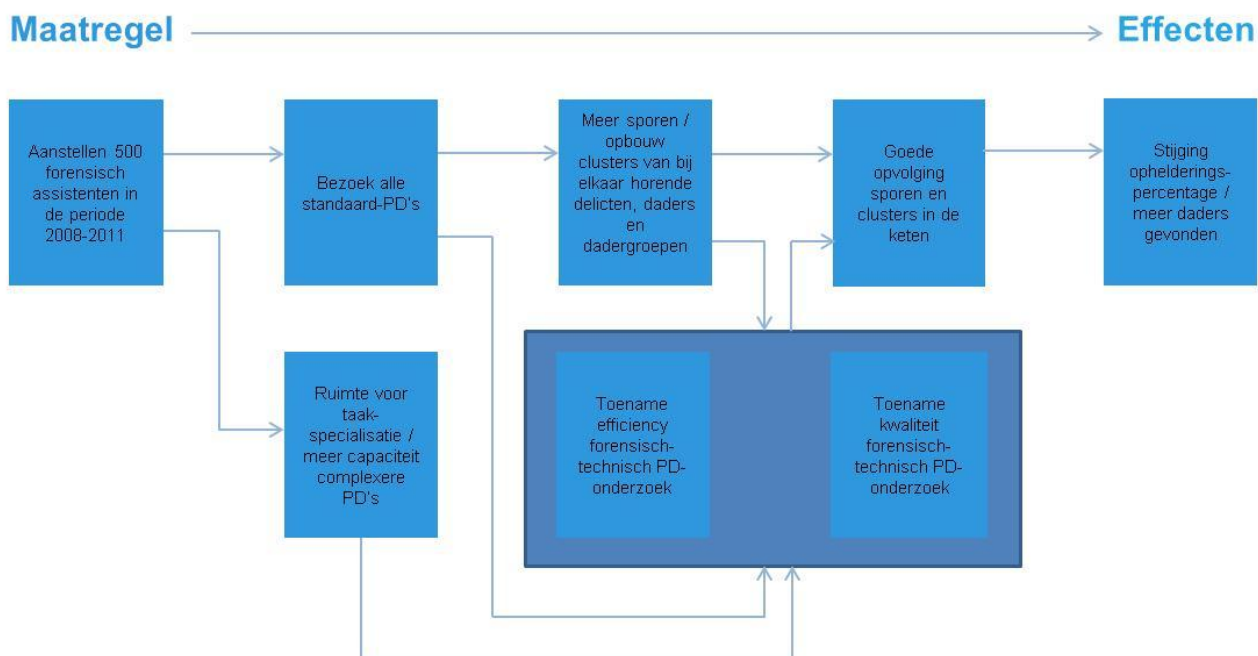 Maatregel
Effecten
Aanstellen 500
forensisch
assistenten in
de periode
2008-2011
Bezoek alle
standaard-PD's
Meer sporen /
opbouw
clusters van bij
elkaar horende
delicten, daders
en
dadergroepen
Goede
opvolging
sporen en
clusters in de
keten
Stijging
ophelderings-
percentage /
meer daders
gevonden
Ruimte voor
taak-
specialisatie /
meer capaciteit
complexere
PD's
Toename
efficiency
forensisch-
technisch PD-
onderzoek
Toename
kwaliteit
forensisch-
technisch PD-
onderzoek